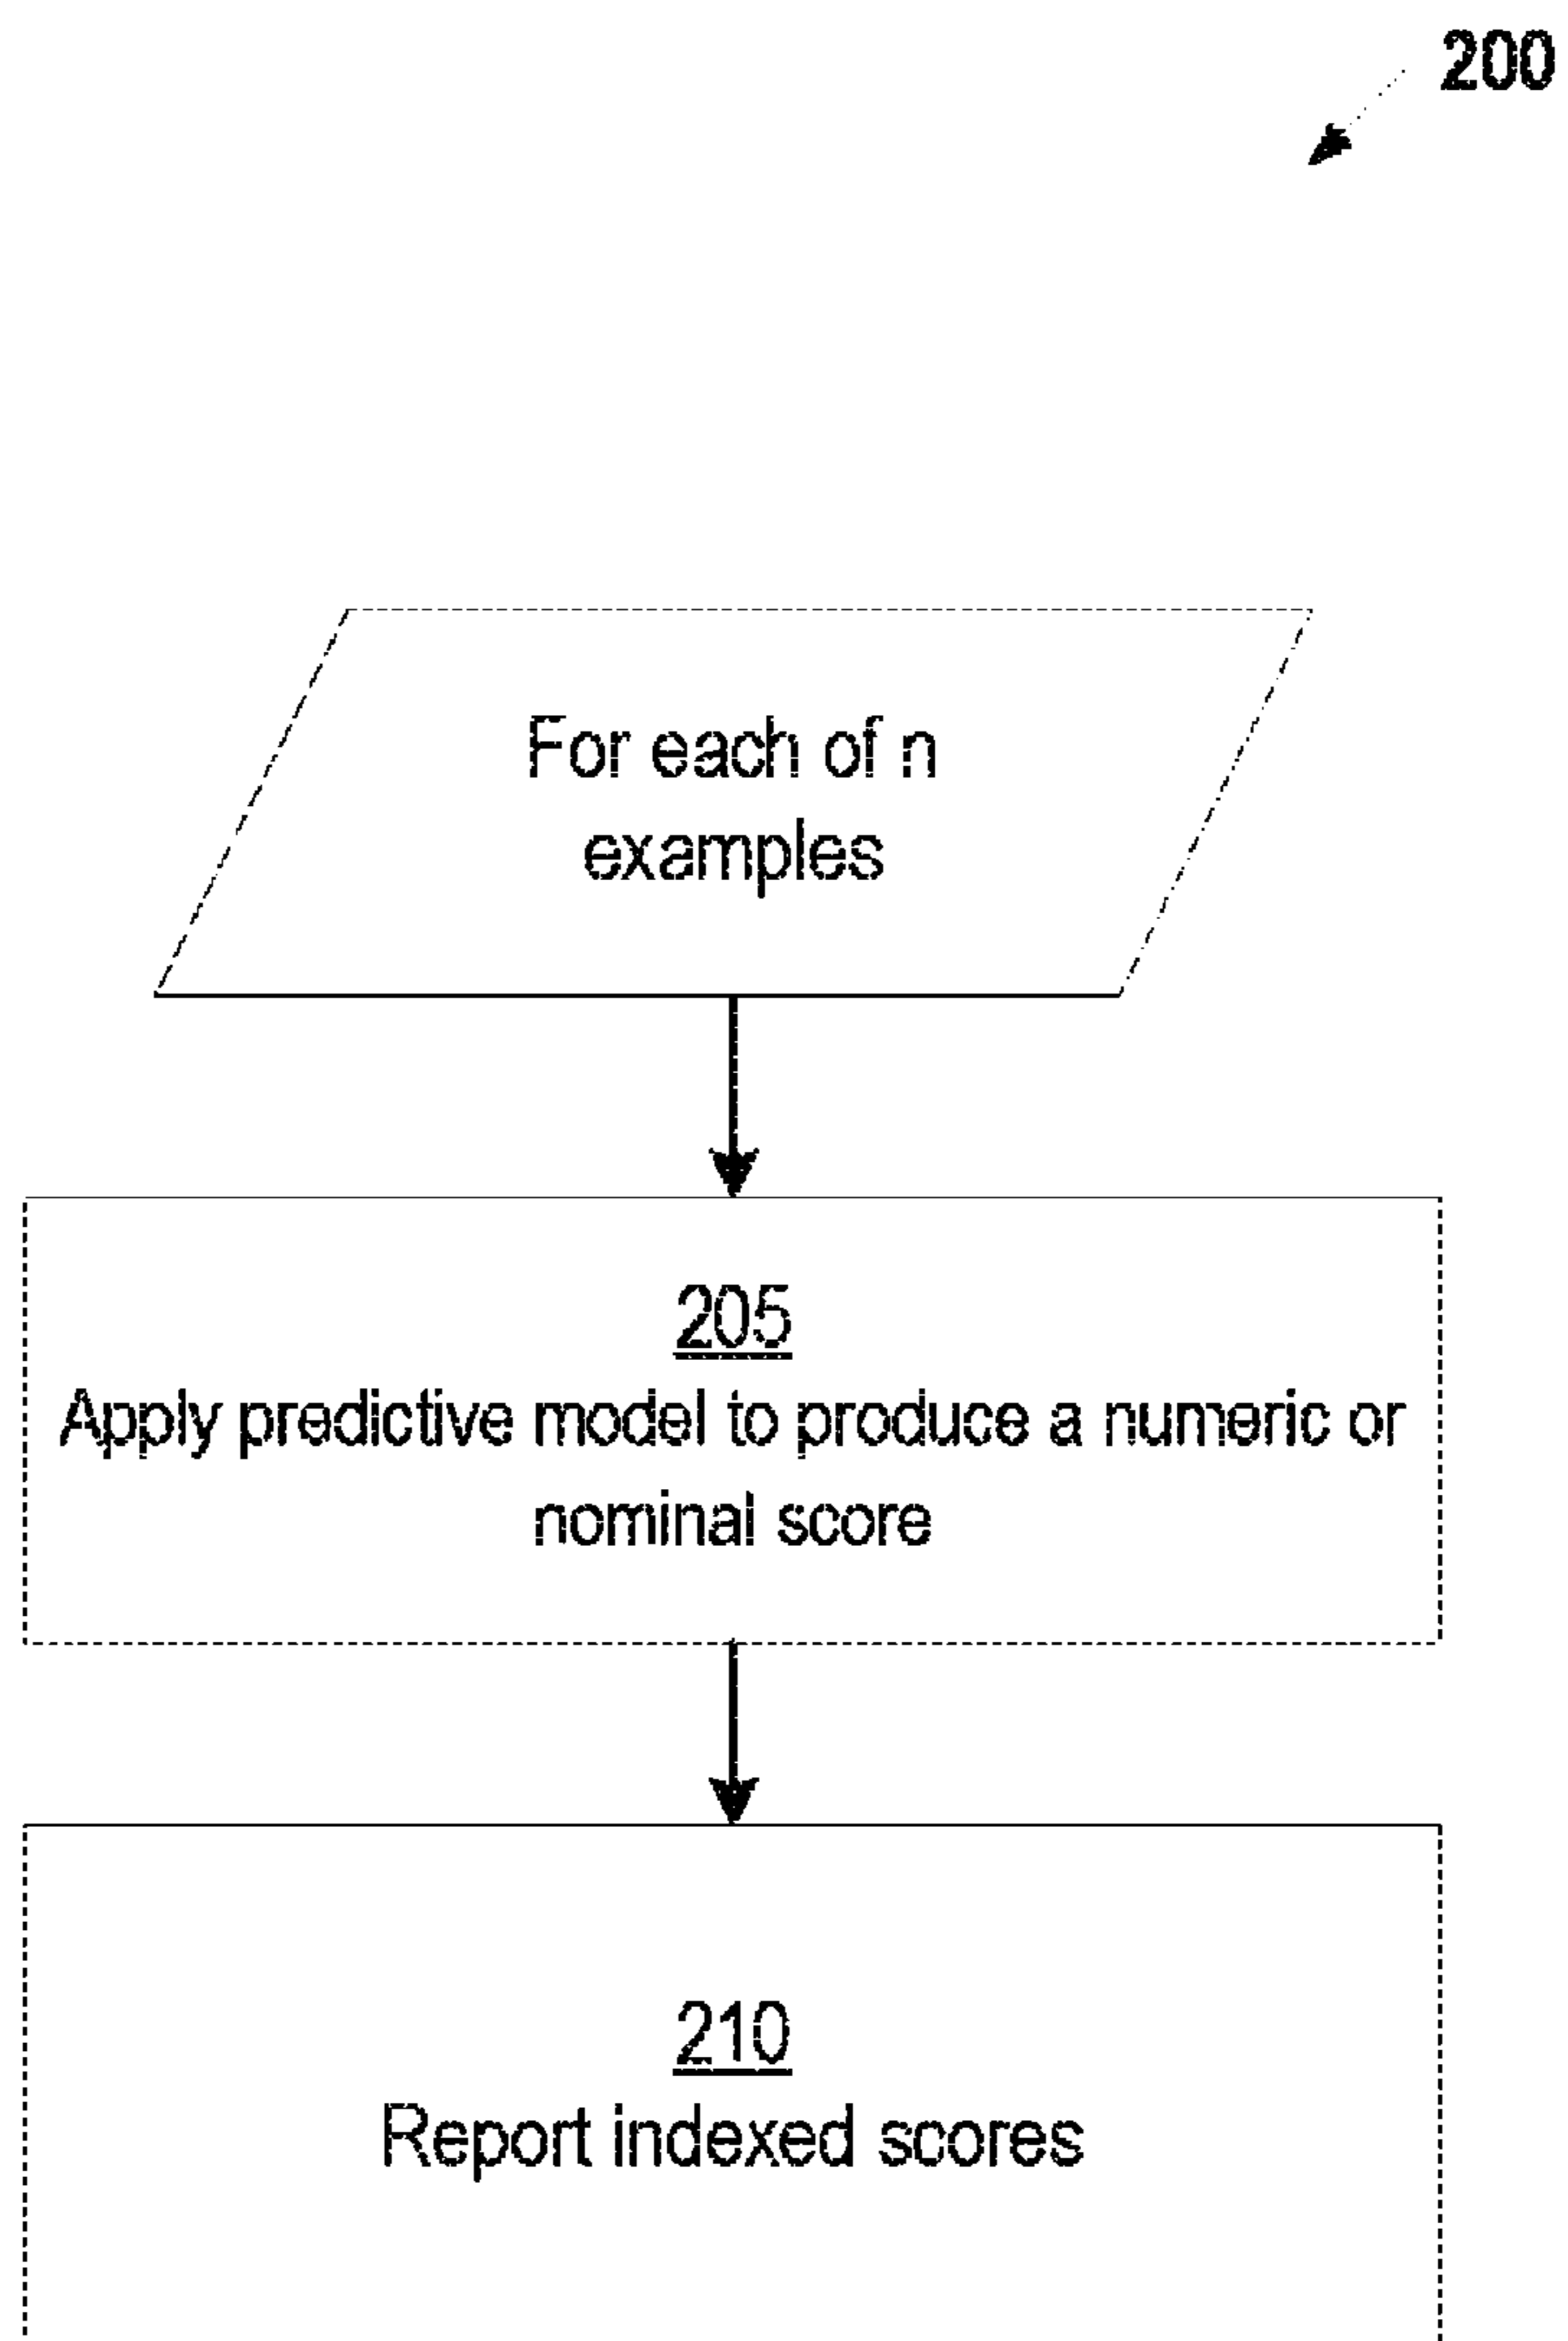 200
For each of n
examples
205
Apply predictive model to produce a numeric or
nominal score
210
Report indexed scores